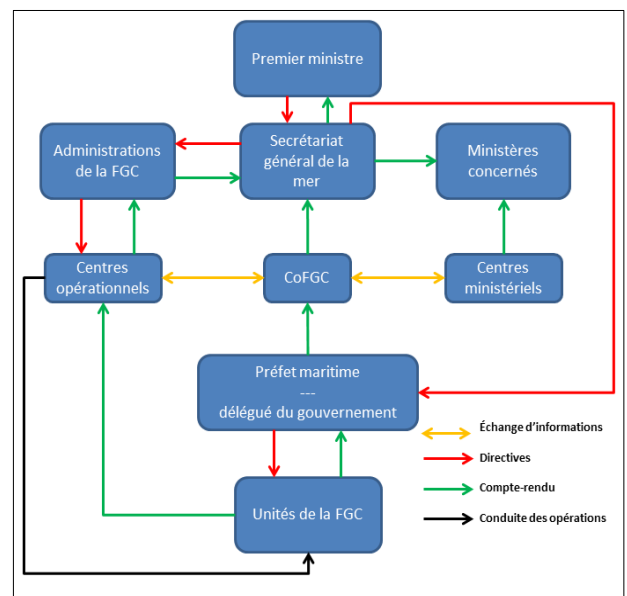 Premier ministre
Administrations
de la FGC
Secrétariat
général de la
mer
Ministères
concernés
Centres
opérationnels
CoFGC
Centres
ministériels
Préfet maritime
---
délégué du gouvernement
Unités de la FGC
Échange d'informations
Directives
Compte-rendu
Conduite des opérations